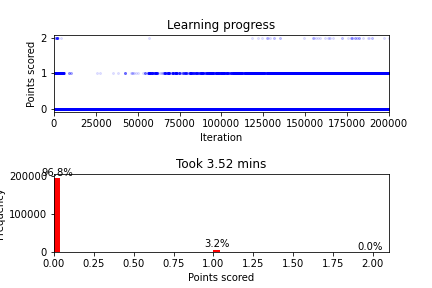 Learning progress
Points scored
2
1
0
0 25000 50000 75000 100000 125000 150000 175000 200000
Iteration
Took 3.52 mins
200000
100000
0
96.8%
3.2%
0.0%
0.00 0.25 0.50 0.75 1.00 1.25 1.50 1.75 2.00
Points scored